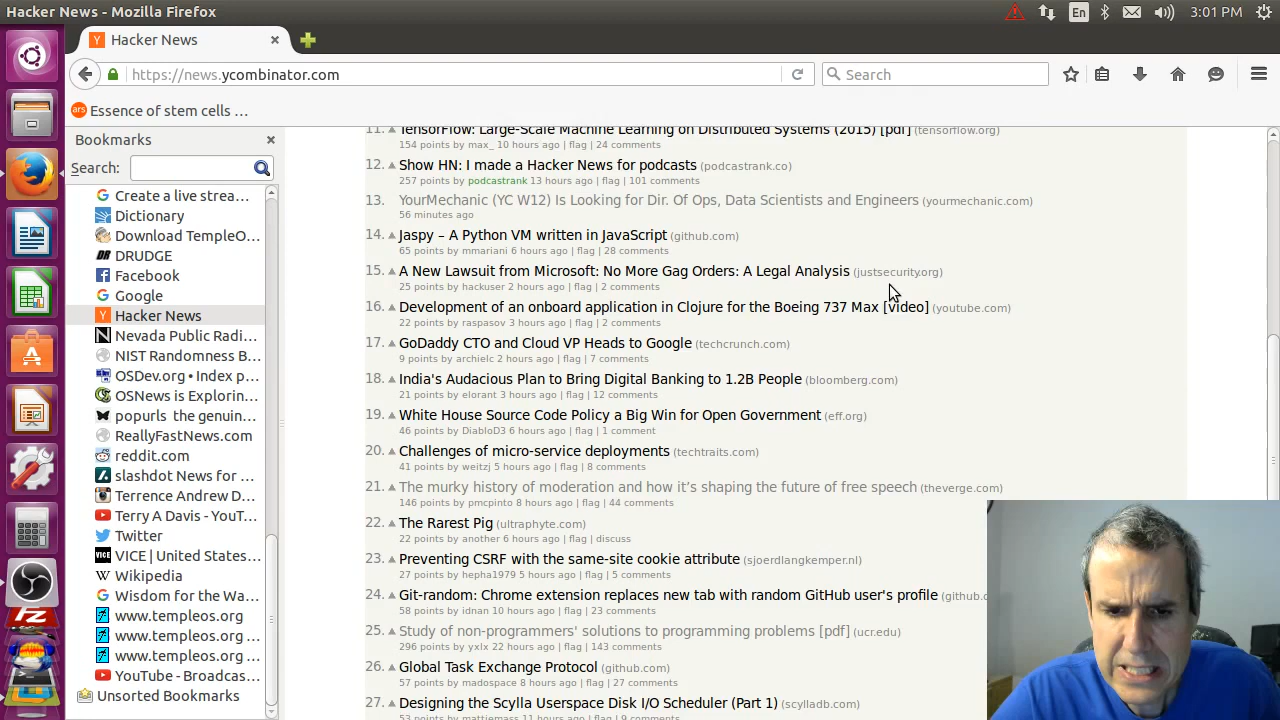 Hacker News - Mozilla Firefox
En
3:01 PM
Hacker News
https://news.ycombinator.com
Search
ars Essence of stem cells ...
Bookmarks
Search:
Create a live strea...
Dictionary
Download TempleO...
DRUDGE
Facebook
Google
Hacker News
Nevada Public Radi...
NIST Randomness B...
OSDev.org • Index p...
OSNews is Explorin...
popurls the genuin...
ReallyFastNews.com
reddit.com
slashdot News for ...
Terrence Andrew D...
Terry A Davis - YouT...
Twitter
VICE | United States...
Wikipedia
Wisdom for the Wa...
www.templeos.org
www.templeos.org ...
www.templeos.org ...
YouTube - Broadcas...
Unsorted Bookmarks
11. TensorFlow: Large-Scale Machine Learning on Distributed Systems (2015) [pdf] (tensorflow.org)
154 points by max_ 10 hours ago | flag | 24 comments
12. Show HN: I made a Hacker News for podcasts (podcastrank.co)
257 points by podcastrank 13 hours ago | flag | 101 comments
13. YourMechanic (YC W12) Is Looking for Dir. Of Ops, Data Scientists and Engineers (yourmechanic.com)
56 minutes ago
14. Jaspy – A Python VM written in JavaScript (github.com)
65 points by mmariani 6 hours ago | flag | 28 comments
15. A New Lawsuit from Microsoft: No More Gag Orders: A Legal Analysis (justsecurity.org)
25 points by hackuser 2 hours ago | flag | 2 comments
16. Development of an onboard application in Clojure for the Boeing 737 Max [video] (youtube.com)
22 points by raspasov 3 hours ago | flag | 2 comments
17. GoDaddy CTO and Cloud VP Heads to Google (techcrunch.com)
9 points by archielc 2 hours ago | flag | 7 comments
18. India's Audacious Plan to Bring Digital Banking to 1.2B People (bloomberg.com)
21 points by elorant 3 hours ago | flag | 12 comments
19. White House Source Code Policy a Big Win for Open Government (eff.org)
46 points by DiabloD3 6 hours ago | flag | 1 comment
20. Challenges of micro-service deployments (techtraits.com)
41 points by weitzj 5 hours ago | flag | 8 comments
21. The murky history of moderation and how it’s shaping the future of free speech (theverge.com)
146 points by pmcpinto 8 hours ago | flag | 44 comments
22. The Rarest Pig (ultraphyte.com)
22 points by another 6 hours ago | flag | discuss
23. Preventing CSRF with the same-site cookie attribute (sjoerdlangkemper.nl)
27 points by hepha1979 5 hours ago | flag | 5 comments
24. Git-random: Chrome extension replaces new tab with random GitHub user's profile (github.c
58 points by idnan 10 hours ago | flag | 23 comments
25. Study of non-programmers' solutions to programming problems [pdf] (ucr.edu)
296 points by yxlx 22 hours ago | flag | 143 comments
26. Global Task Exchange Protocol (github.com)
57 points by madospace 8 hours ago | flag | 27 comments
27. Designing the Scylla Userspace Disk I/O Scheduler (Part 1) (scylladb.com)
53 points by mattiemass 11 hours ago | flag | 9 comments